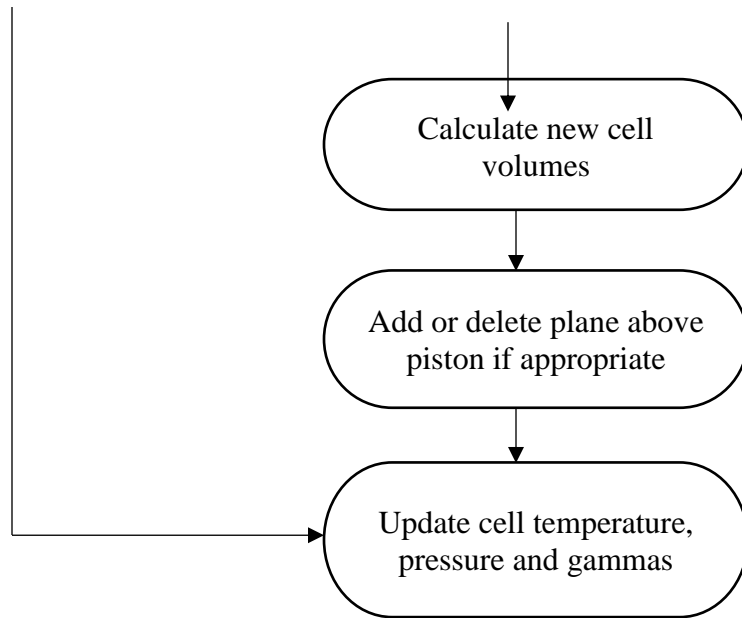 Calculate new cell
volumes
Add or delete plane above
piston if appropriate
Update cell temperature,
pressure and gammas